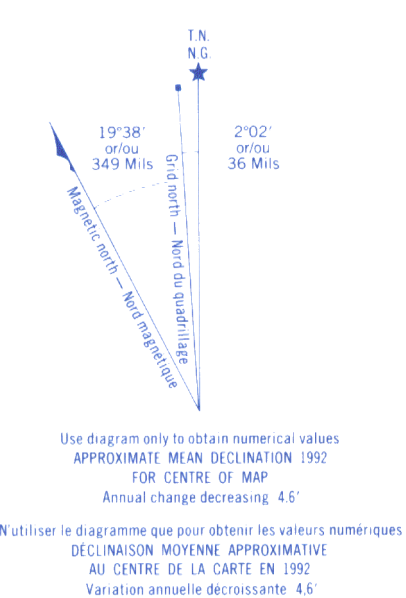 T.N.
N.G.
19°38′
or/ou
349 Mils
2°02′
or/ou
36 Mils
Grid north — Nord du quadrillage
Magnetic north — Nord magnetique
Use diagram only to obtain numerical values
APPROXIMATE MEAN DECLINATION 1992
FOR CENTRE OF MAP
Annual change decreasing 4.6′
N'utiliser le diagramme que pour obtenir les valeurs numériques
DÉCLINAISON MOYENNE APPROXIMATIVE
AU CENTRE DE LA CARTE EN 1992
Variation annuelle décroissante 4,6′